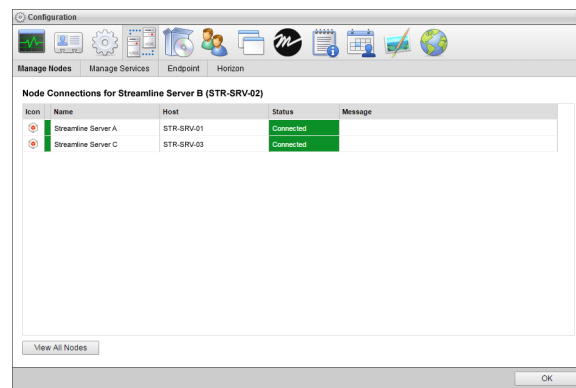 Configuration
16
Manage Nodes Manage Services Endpoint Horizon
Node Connections for Streamline Server B (STR-SRV-02)
Icon Name Host Status Message
Streamline Server A STR-SRV-01 Connected
Streamline Server C STR-SRV-03 Connected
View All Nodes
OK